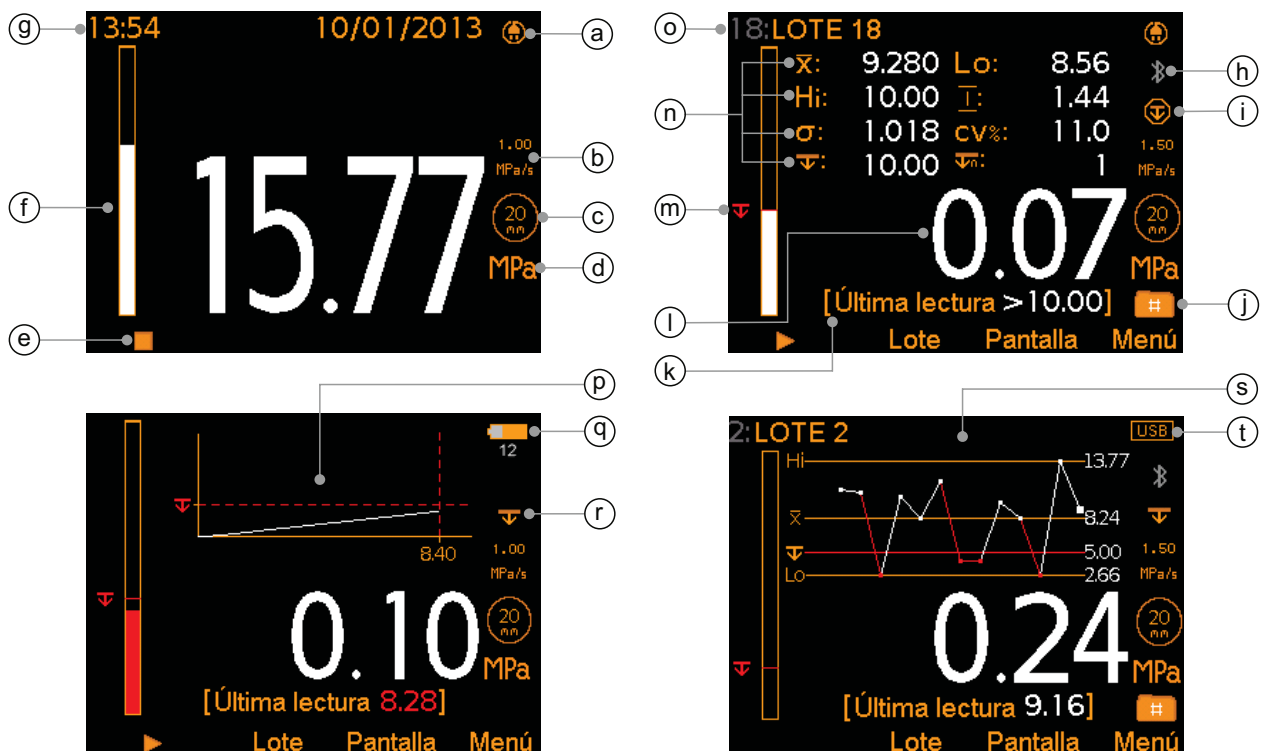 g
13:54
10/01/2013
a
1.00
MPa/s
b
20
mm
c
15.77
MPa
d
f
e
o
18:LOTE 18
x̅: 9.280 Lo: 8.56
h
Hi: 10.00 I: 1.44
i
n
σ: 1.018 cv%: 11.0
1.50
MPa/s
: 10.00 n: 1
m
20
mm
0.07
MPa
l
[Última lectura >10.00]
#
j
Lote Pantalla Menú
k
p
q
12
r
8.40
1.00
MPa/s
20
mm
0.10
MPa
[Última lectura 8.28]
Lote Pantalla Menú
s
2:LOTE 2
USB
t
Hi 13.77
x̅ 8.24
5.00
1.50
Lo 2.66
MPa/s
20
mm
0.24
MPa
[Última lectura 9.16]
#
Lote Pantalla Menú